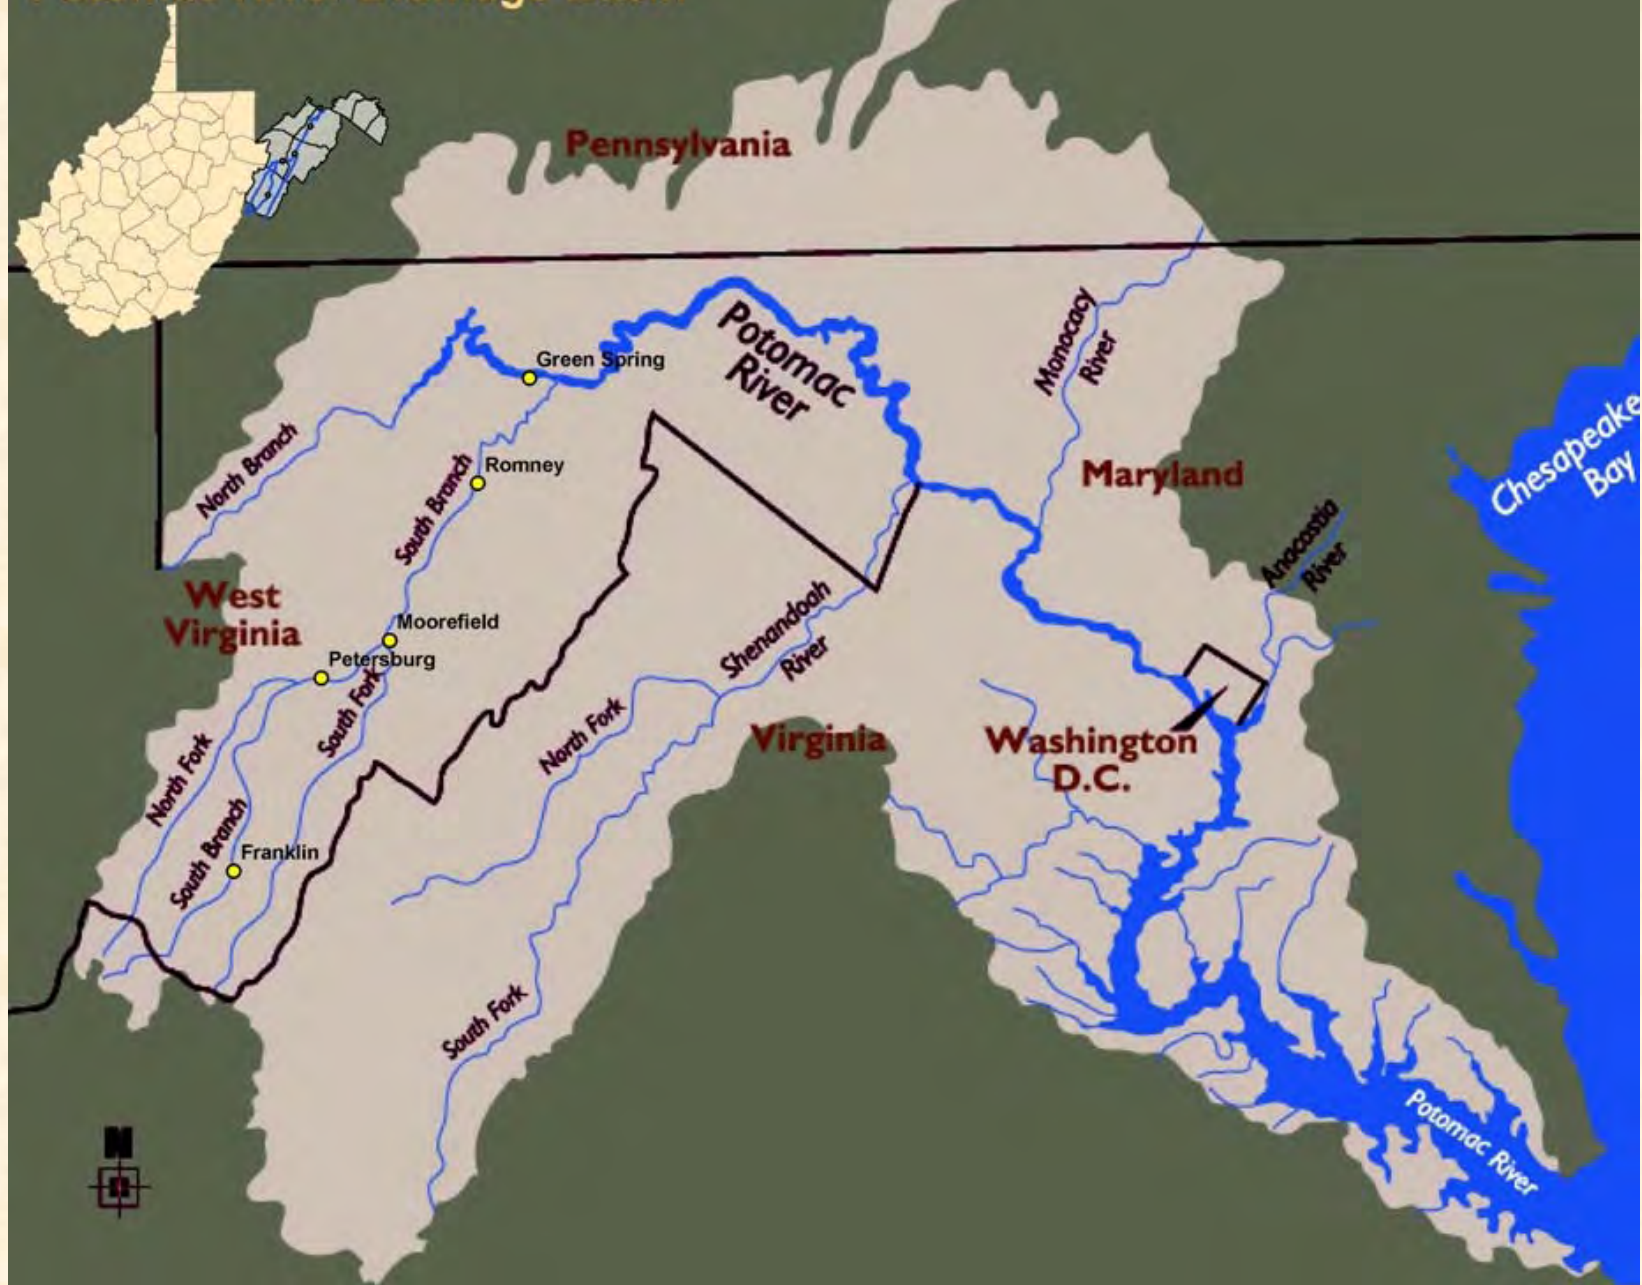 Pennsylvania
Potomac
River
Monocacy
River
Green Spring
North Branch
South Branch
Romney
Maryland
Chesapeake
Bay
Anacostia
River
West
Virginia
Moorefield
Petersburg
South Fork
Shenandoah
River
North Fork
North Fork
Virginia
Washington
D.C.
South Branch
Franklin
South Fork
Potomac River
N